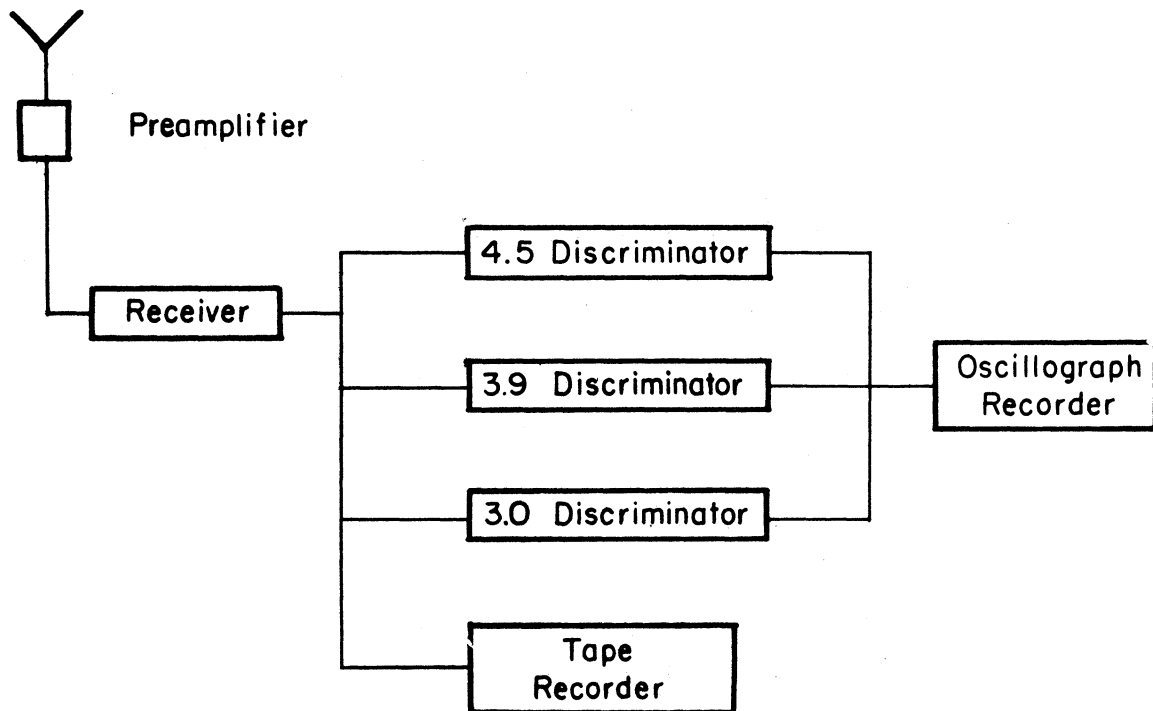 Preamplifier
Receiver
4.5 Discriminator
3.9 Discriminator
3.0 Discriminator
Oscillograph
Recorder
Tape
Recorder